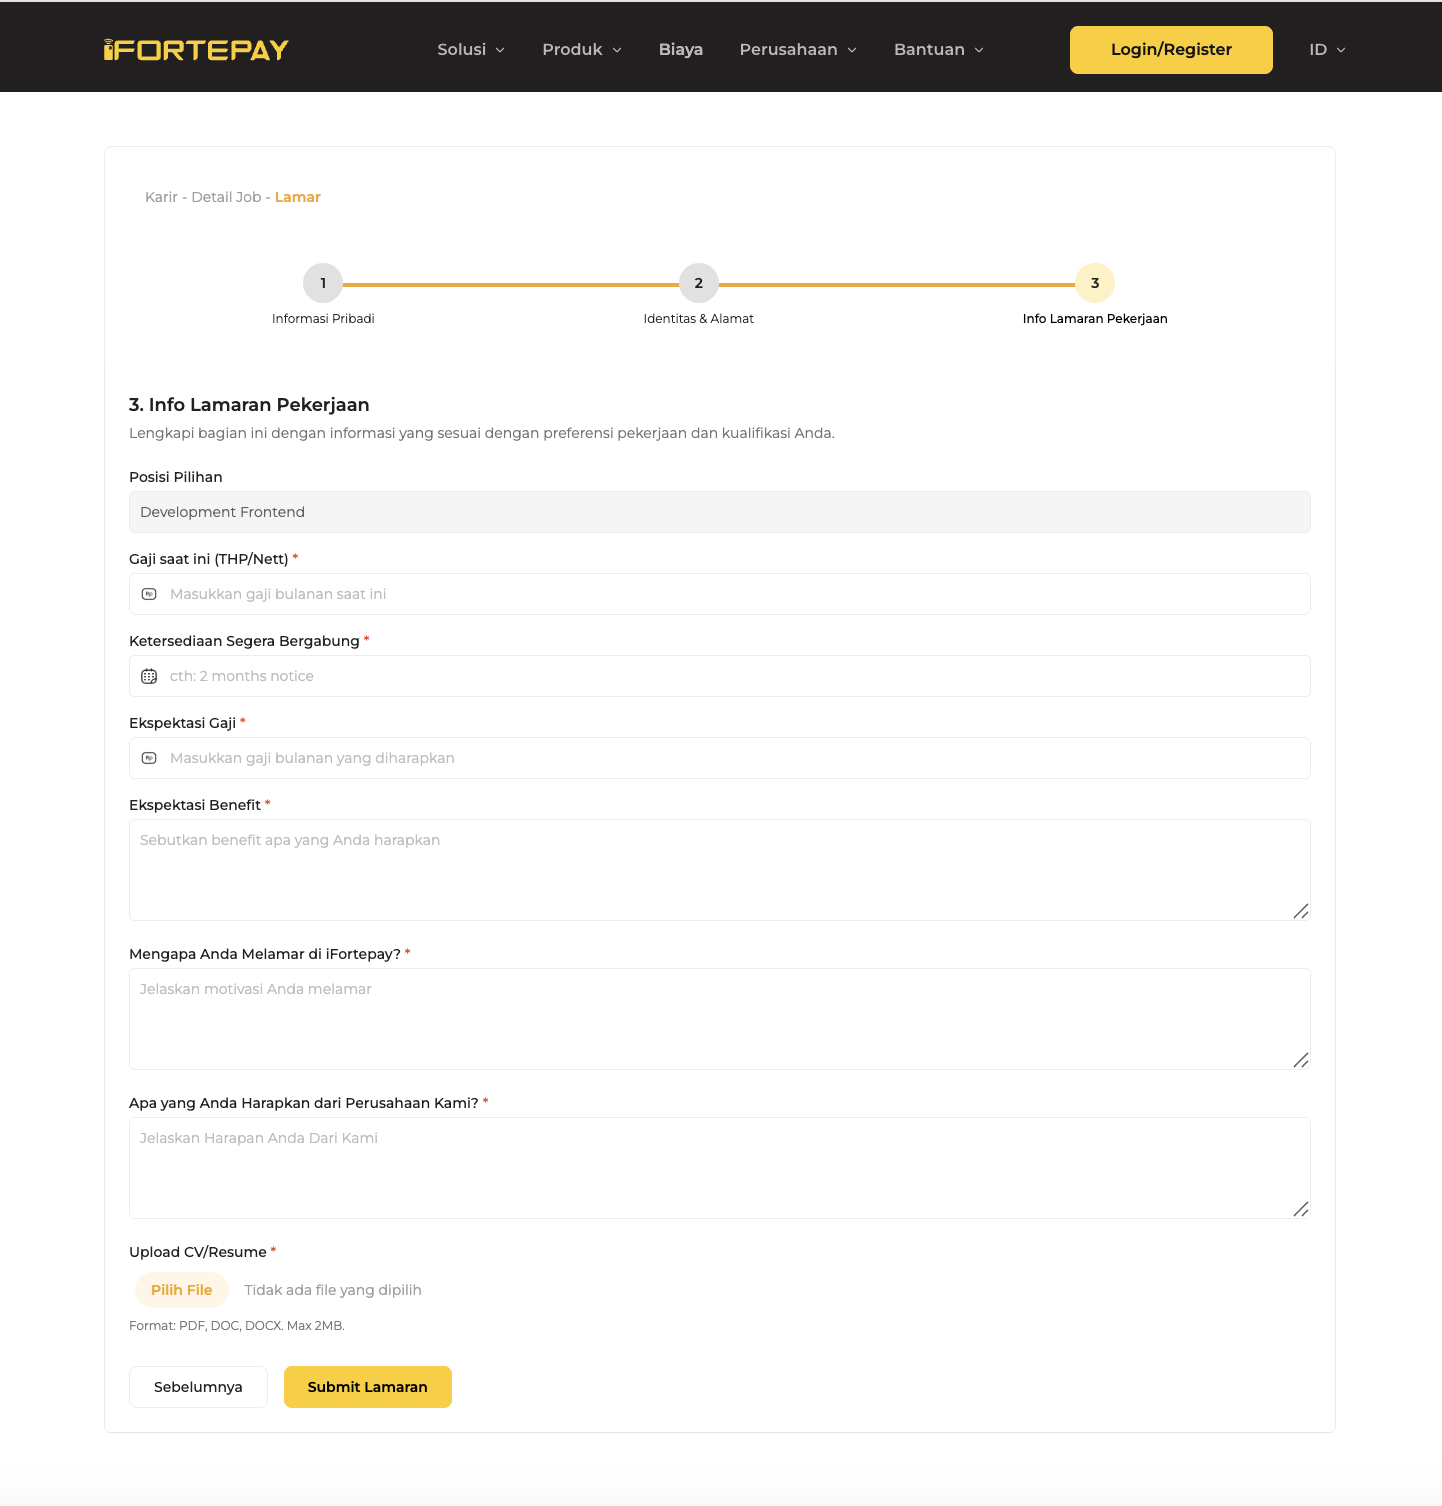 iFORTEPAY
Solusi
Produk
Biaya
Perusahaan
Bantuan
Login/Register
ID
Karir - Detail Job - Lamar
1
2
3
Informasi Pribadi
Identitas & Alamat
Info Lamaran Pekerjaan
3. Info Lamaran Pekerjaan
Lengkapi bagian ini dengan informasi yang sesuai dengan preferensi pekerjaan dan kualifikasi Anda.
Posisi Pilihan
Development Frontend
Gaji saat ini (THP/Nett) *
Rp Masukkan gaji bulanan saat ini
Ketersediaan Segera Bergabung *
cth: 2 months notice
Ekspektasi Gaji *
Rp Masukkan gaji bulanan yang diharapkan
Ekspektasi Benefit *
Sebutkan benefit apa yang Anda harapkan
Mengapa Anda Melamar di iFortepay? *
Jelaskan motivasi Anda melamar
Apa yang Anda Harapkan dari Perusahaan Kami? *
Jelaskan Harapan Anda Dari Kami
Upload CV/Resume *
Pilih File Tidak ada file yang dipilih
Format: PDF, DOC, DOCX. Max 2MB.
Sebelumnya
Submit Lamaran